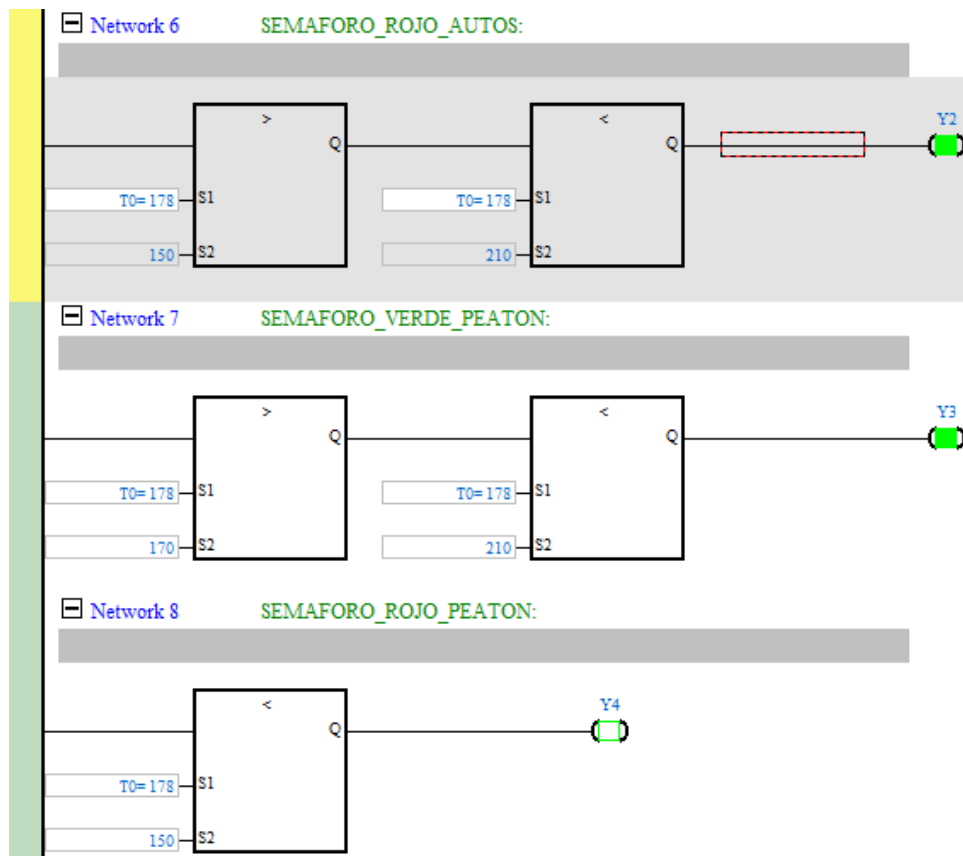 Network 6 SEMAFORO_ROJO_AUTOS:
> < Y2
Q Q
T0= 178 S1 T0= 178 S1
150 S2 210 S2
Network 7 SEMAFORO_VERDE_PEATON:
> < Y3
Q Q
T0= 178 S1 T0= 178 S1
170 S2 210 S2
Network 8 SEMAFORO_ROJO_PEATON:
< Y4
Q
T0= 178 S1
150 S2